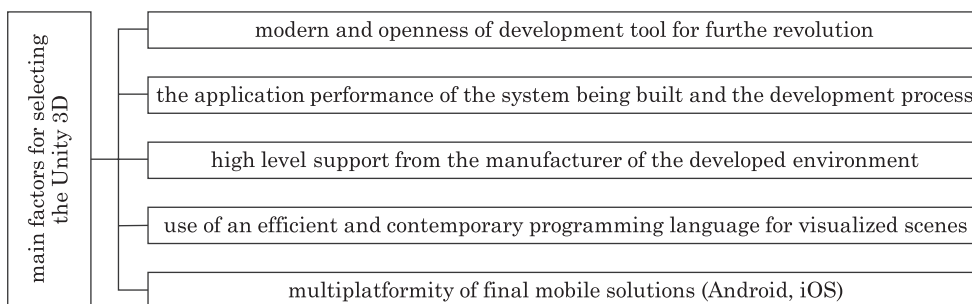 main factors for selecting
the Unity 3D
modern and openness of development tool for furthe revolution
the application performance of the system being built and the development process
high level support from the manufacturer of the developed environment
use of an efficient and contemporary programming language for visualized scenes
multiplatformity of final mobile solutions (Android, iOS)